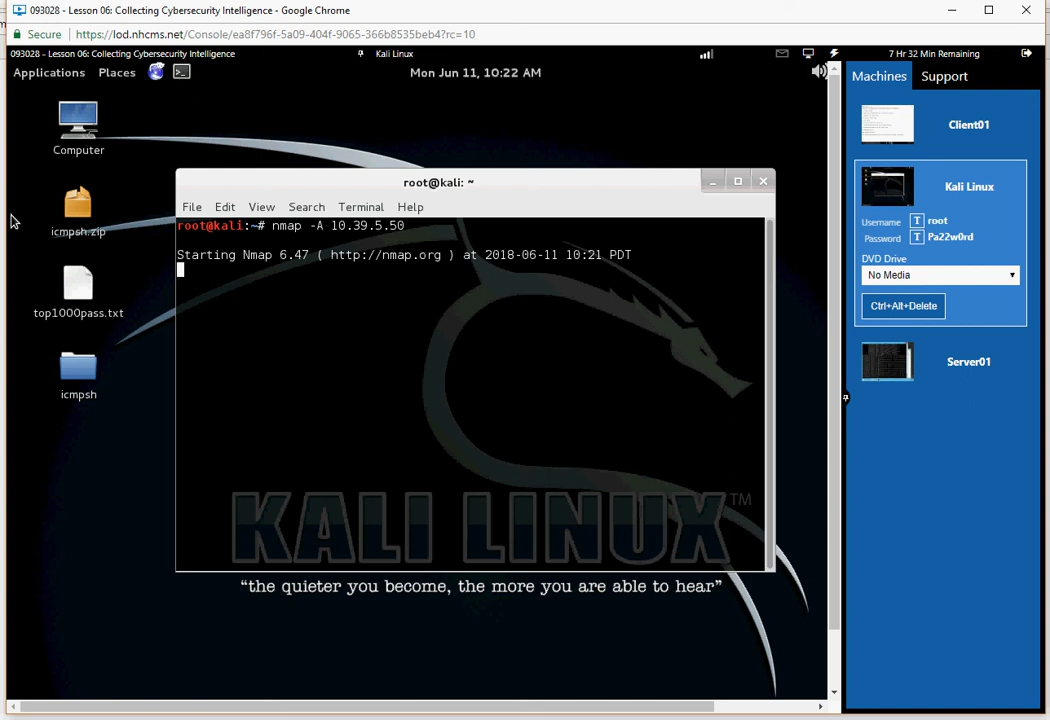 093028 - Lesson 06: Collecting Cybersecurity Intelligence - Google Chrome
Secure https://lod.nhcms.net/Console/ea8f796f-5a09-404f-9065-366b8535beb4?rc=10
093028 - Lesson 06: Collecting Cybersecurity Intelligence Kali Linux 7 Hr 32 Min Remaining
Applications Places Mon Jun 11, 10:22 AM
Machines Support
Computer
icmpsh.zip
top1000pass.txt
icmpsh
root@kali: ~
File Edit View Search Terminal Help
root@kali:~# nmap -A 10.39.5.50
Starting Nmap 6.47 ( http://nmap.org ) at 2018-06-11 10:21 PDT
KALI LINUX™
“the quieter you become, the more you are able to hear”
Client01
Kali Linux
Username T root
Password T Pa22w0rd
DVD Drive
No Media
Ctrl+Alt+Delete
Server01